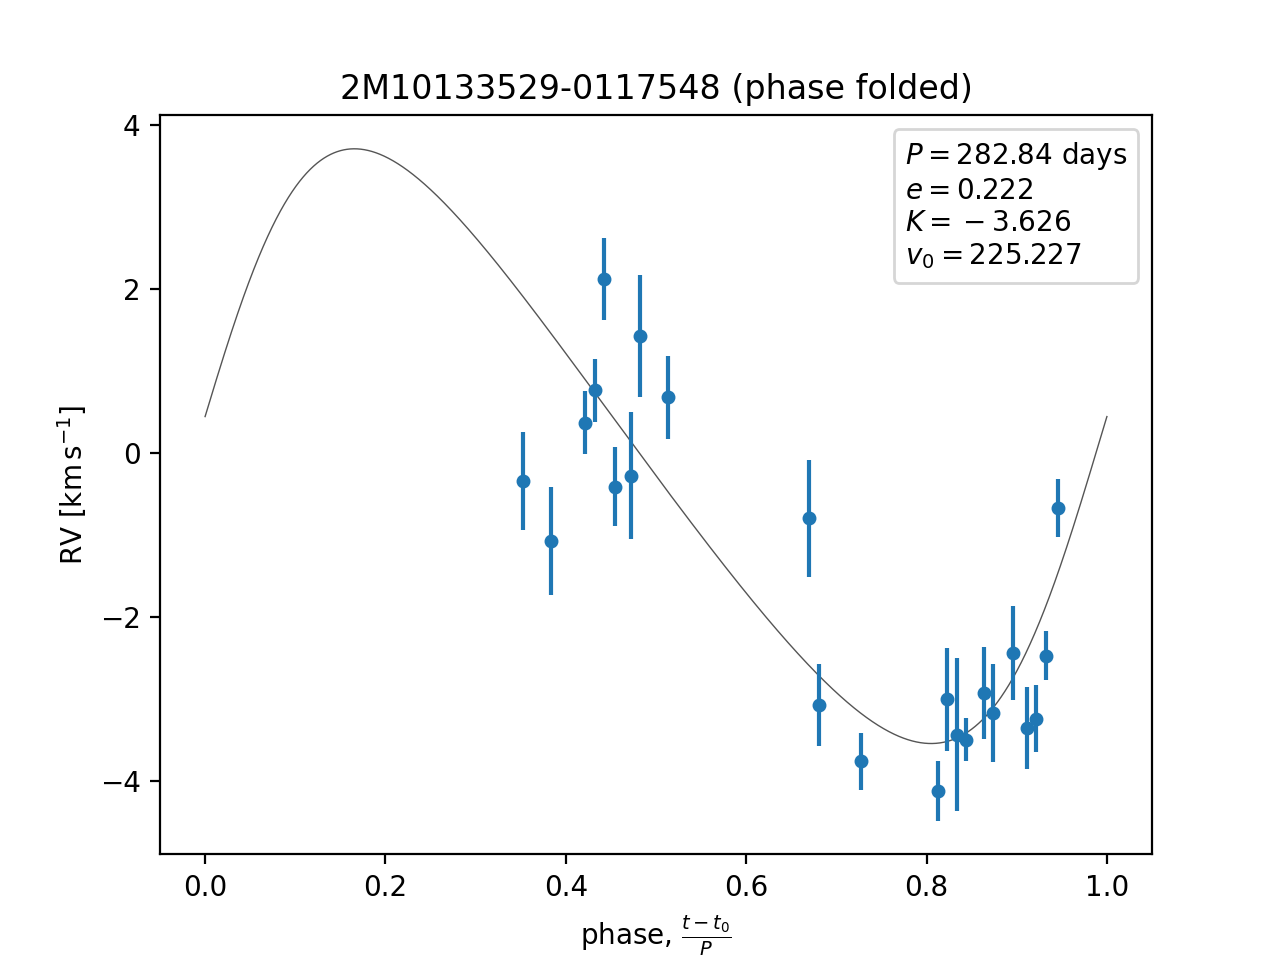 2M10133529-0117548 (phase folded)
P = 282.84 days
e = 0.222
K = −3.626
v₀ = 225.227
RV [km s⁻¹]
4
2
0
−2
−4
0.0 0.2 0.4 0.6 0.8 1.0
phase, (t − t₀)/P